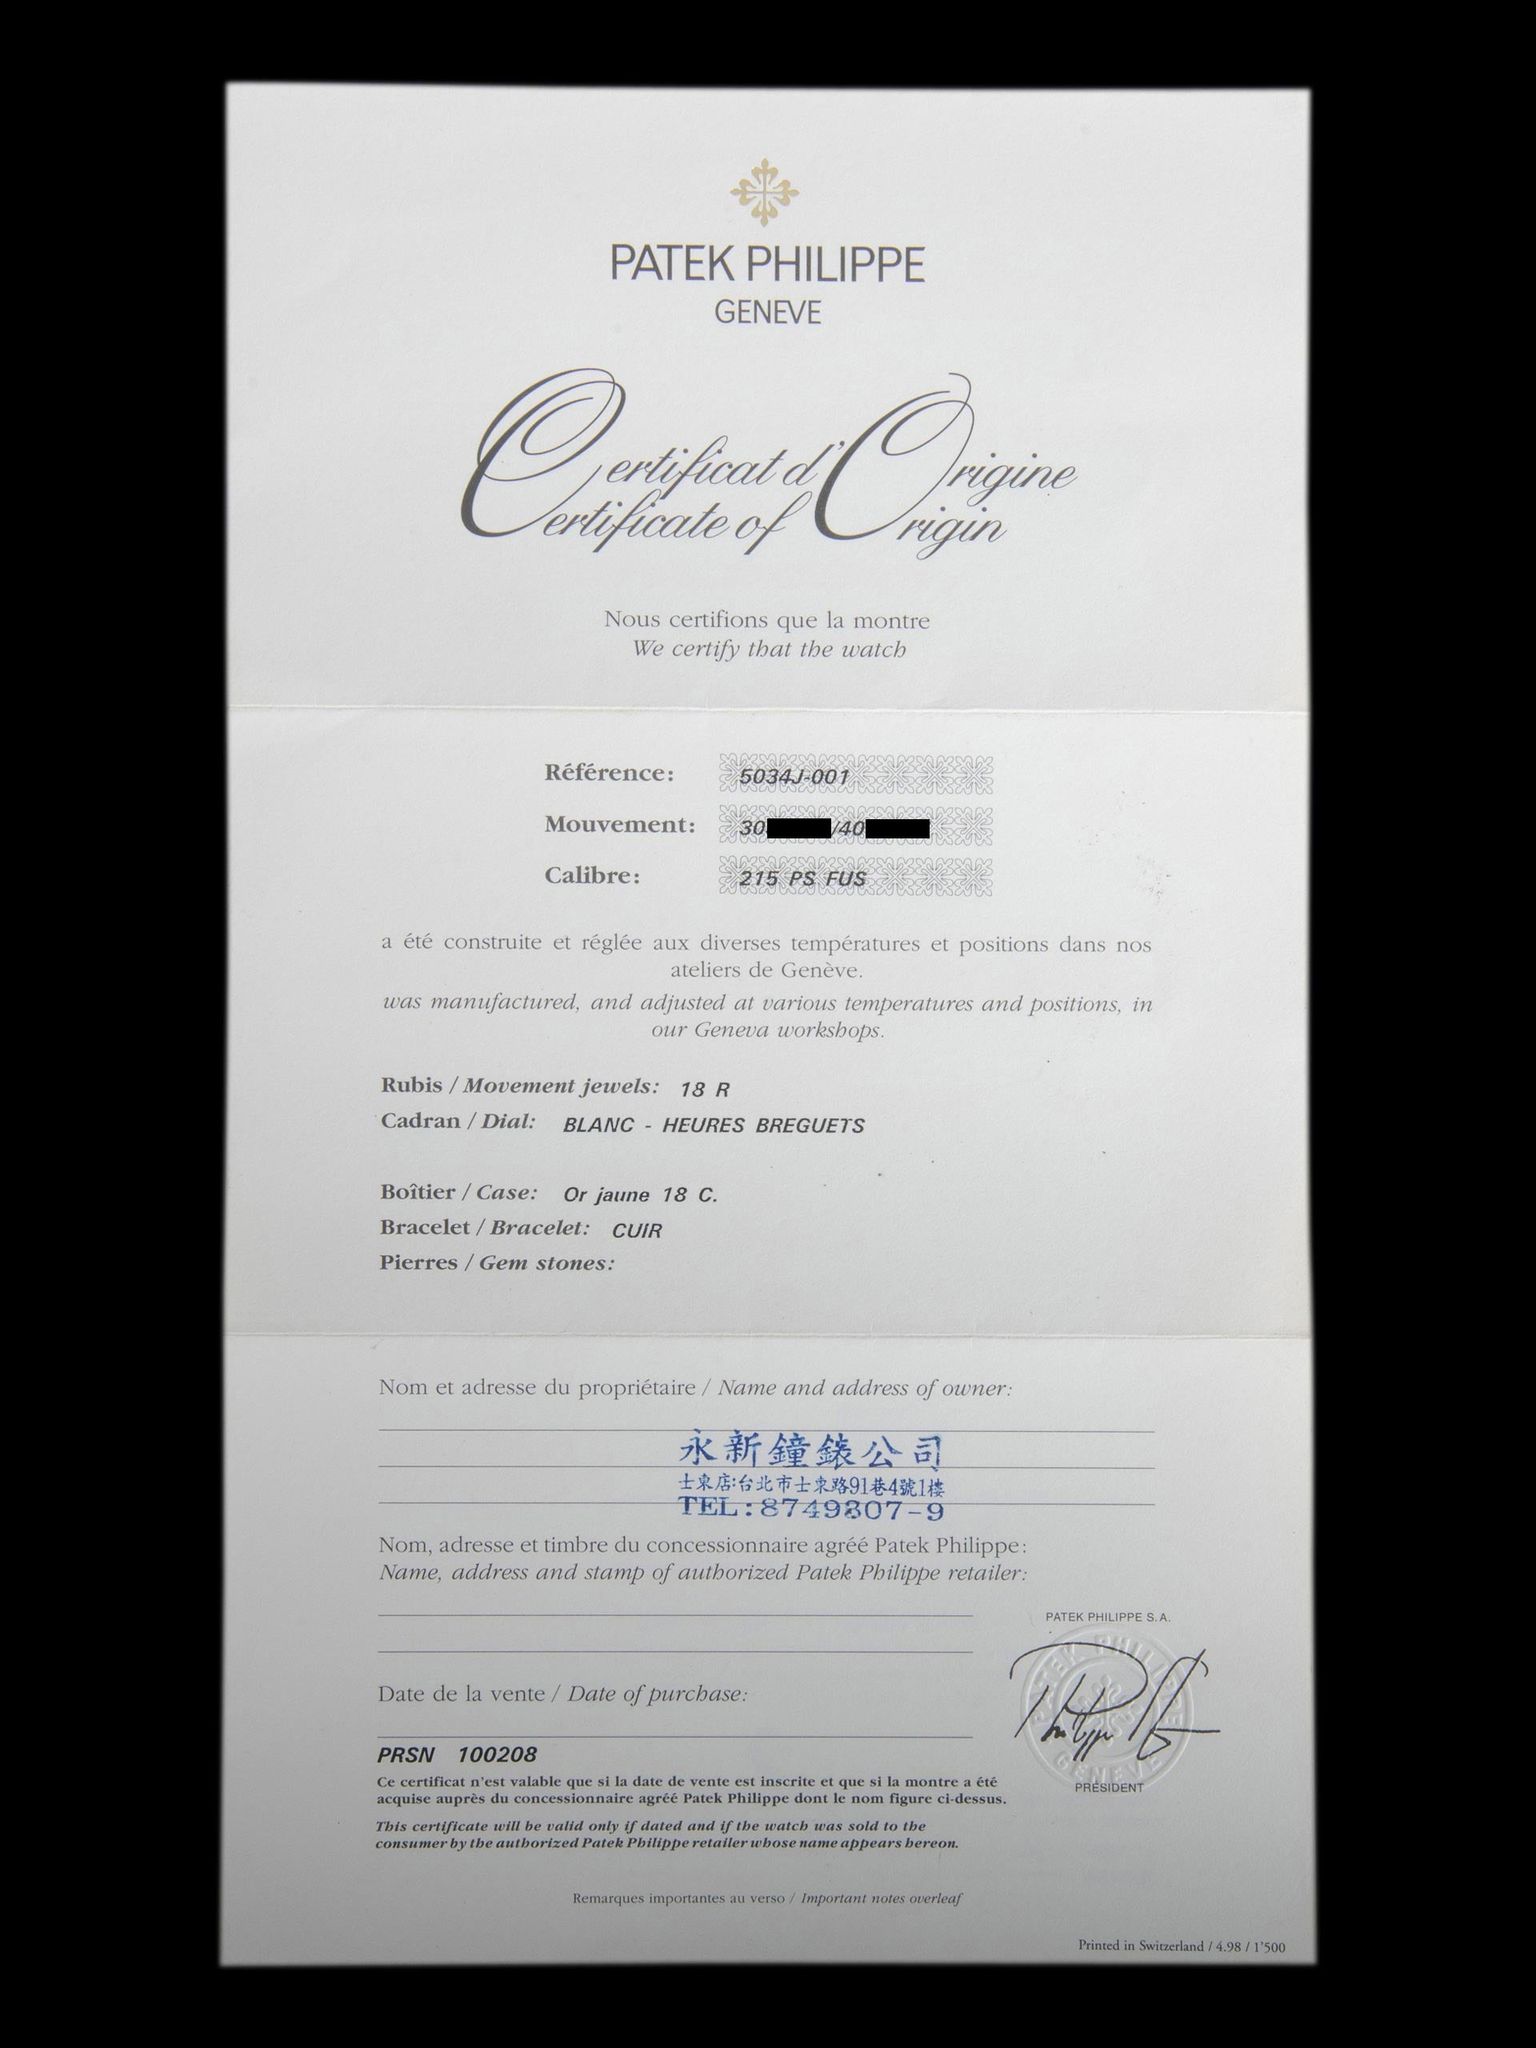 PATEK PHILIPPE
GENEVE
Certificat d'Origine
Certificate of Origin
Nous certifions que la montre
We certify that the watch
Référence: 5034J-001
Mouvement: 30 /40
Calibre: 215 PS FUS
a été construite et réglée aux diverses températures et positions dans nos
ateliers de Genève.
was manufactured, and adjusted at various temperatures and positions, in
our Geneva workshops.
Rubis / Movement jewels: 18 R
Cadran / Dial: BLANC - HEURES BREGUETS
Boîtier / Case: Or jaune 18 C.
Bracelet / Bracelet: CUIR
Pierres / Gem stones:
Nom et adresse du propriétaire / Name and address of owner:
永新鐘錶公司
士東店:台北市士東路91巷4號1樓
TEL:8749807-9
Nom, adresse et timbre du concessionnaire agréé Patek Philippe:
Name, address and stamp of authorized Patek Philippe retailer:
PATEK PHILIPPE S.A.
PATEK PHILIPPE
GENEVE
Philippe
PRÉSIDENT
Date de la vente / Date of purchase:
PRSN 100208
Ce certificat n'est valable que si la date de vente est inscrite et que si la montre a été
acquise auprès du concessionnaire agréé Patek Philippe dont le nom figure ci-dessus.
This certificate will be valid only if dated and if the watch was sold to the
consumer by the authorized Patek Philippe retailer whose name appears hereon.
Remarques importantes au verso / Important notes overleaf
Printed in Switzerland / 4.98 / 1'500